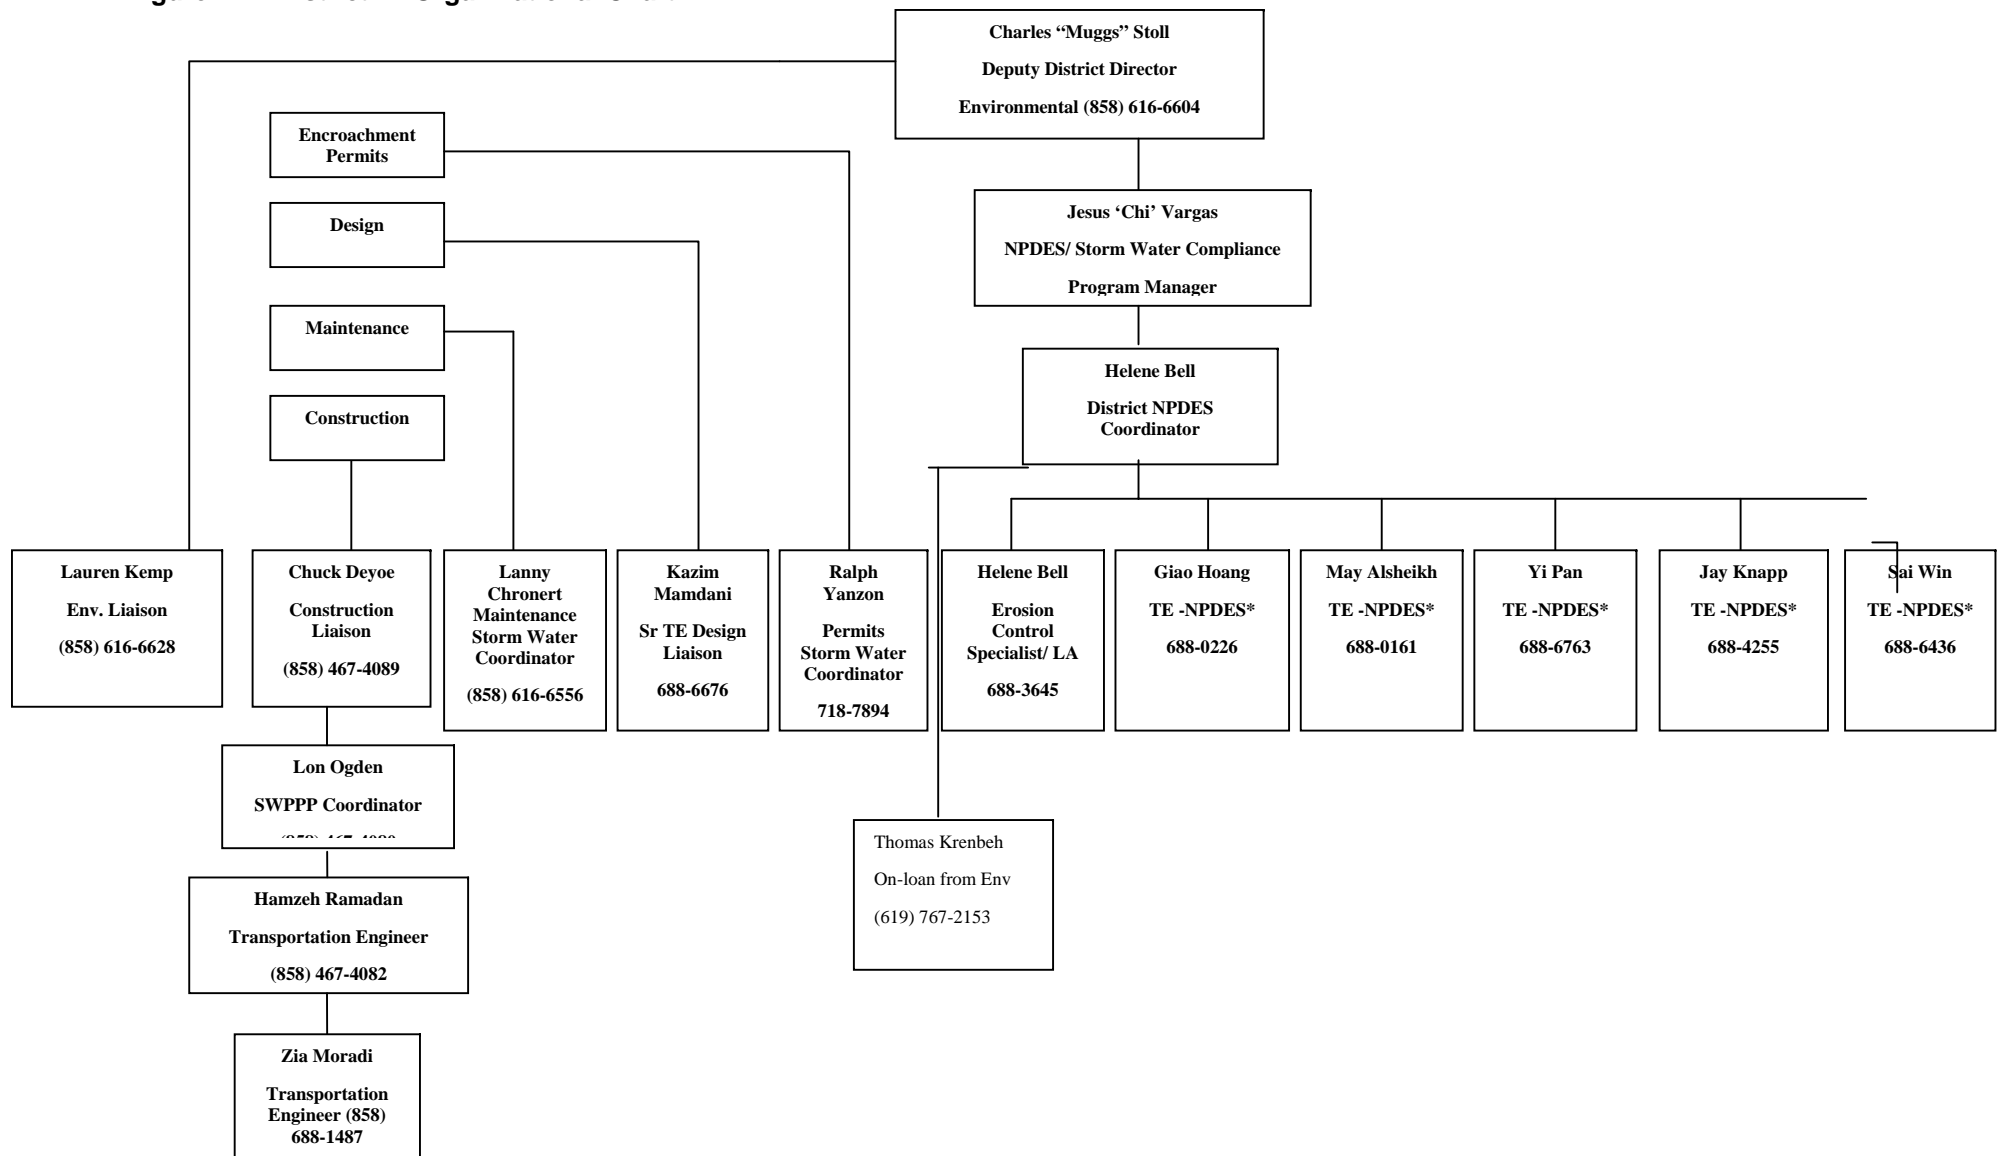 Charles “Muggs” Stoll
Deputy District Director
Environmental (858) 616-6604
Encroachment
Permits
Design
Maintenance
Construction
Jesus ‘Chi’ Vargas
NPDES/ Storm Water Compliance
Program Manager
Helene Bell
District NPDES
Coordinator
Lauren Kemp
Env. Liaison
(858) 616-6628
Chuck Deyoe
Construction
Liaison
(858) 467-4089
Lanny
Chronert
Maintenance
Storm Water
Coordinator
(858) 616-6556
Kazim
Mamdani
Sr TE Design
Liaison
688-6676
Ralph
Yanzon
Permits
Storm Water
Coordinator
718-7894
Helene Bell
Erosion
Control
Specialist/ LA
688-3645
Giao Hoang
TE -NPDES*
688-0226
May Alsheikh
TE -NPDES*
688-0161
Yi Pan
TE -NPDES*
688-6763
Jay Knapp
TE -NPDES*
688-4255
Sai Win
TE -NPDES*
688-6436
Lon Ogden
SWPPP Coordinator
Hamzeh Ramadan
Transportation Engineer
(858) 467-4082
Zia Moradi
Transportation
Engineer (858)
688-1487
Thomas Krenbeh
On-loan from Env
(619) 767-2153